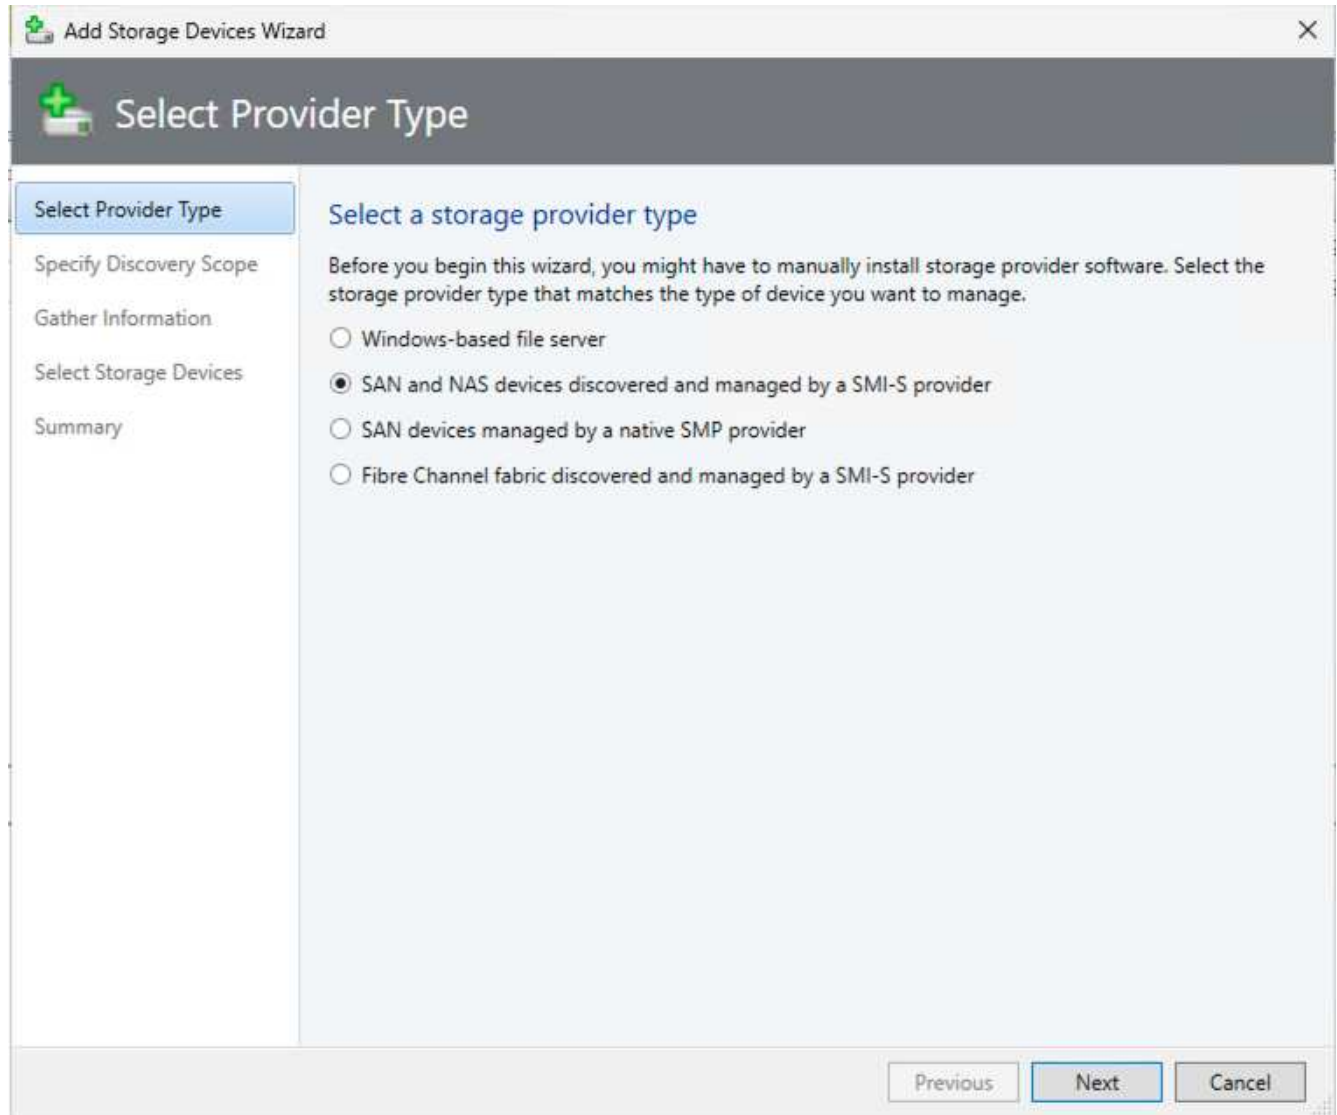 Add Storage Devices Wizard
Select Provider Type
Select Provider Type
Specify Discovery Scope
Gather Information
Select Storage Devices
Summary
Select a storage provider type
Before you begin this wizard, you might have to manually install storage provider software. Select the
storage provider type that matches the type of device you want to manage.
Windows-based file server
SAN and NAS devices discovered and managed by a SMI-S provider
SAN devices managed by a native SMP provider
Fibre Channel fabric discovered and managed by a SMI-S provider
Previous
Next
Cancel